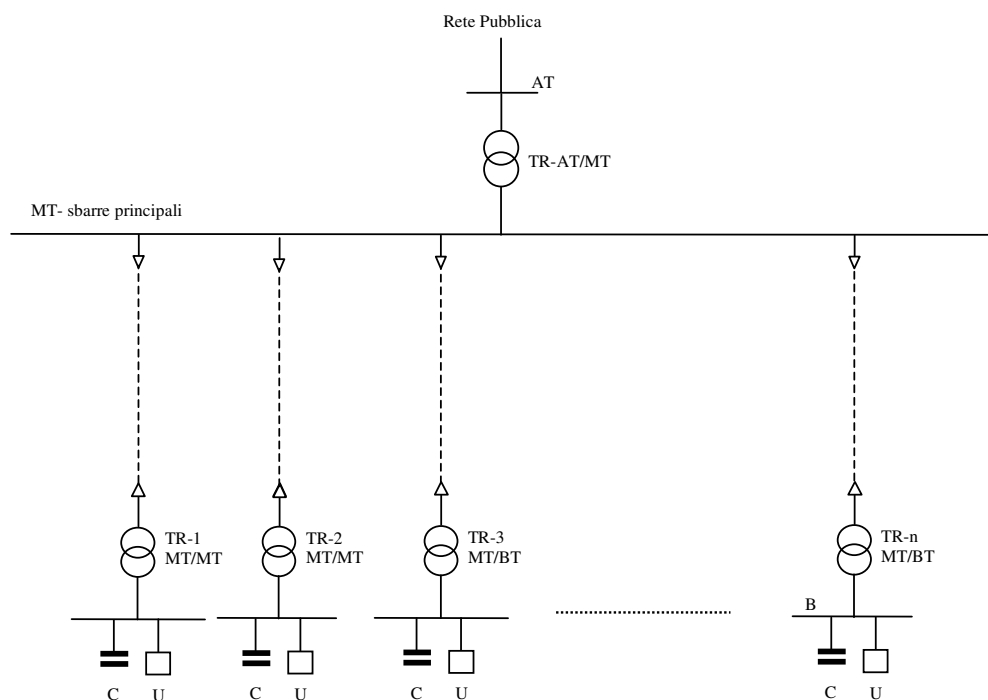 Rete Pubblica
AT
TR-AT/MT
MT- sbarre principali
TR-1
MT/MT
TR-2
MT/MT
TR-3
MT/BT
TR-n
MT/BT
B
C U C U C U C U